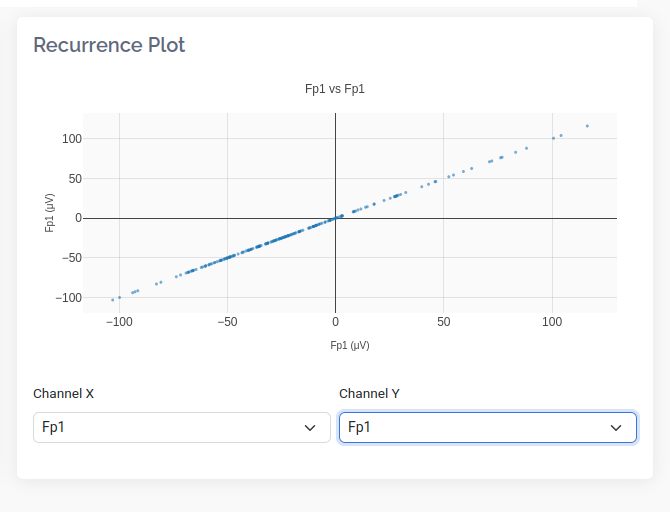 Recurrence Plot
Fp1 vs Fp1
Fp1 (μV)
100
50
0
−50
−100
−100
−50
0
50
100
Fp1 (μV)
Channel X
Channel Y
Fp1
Fp1